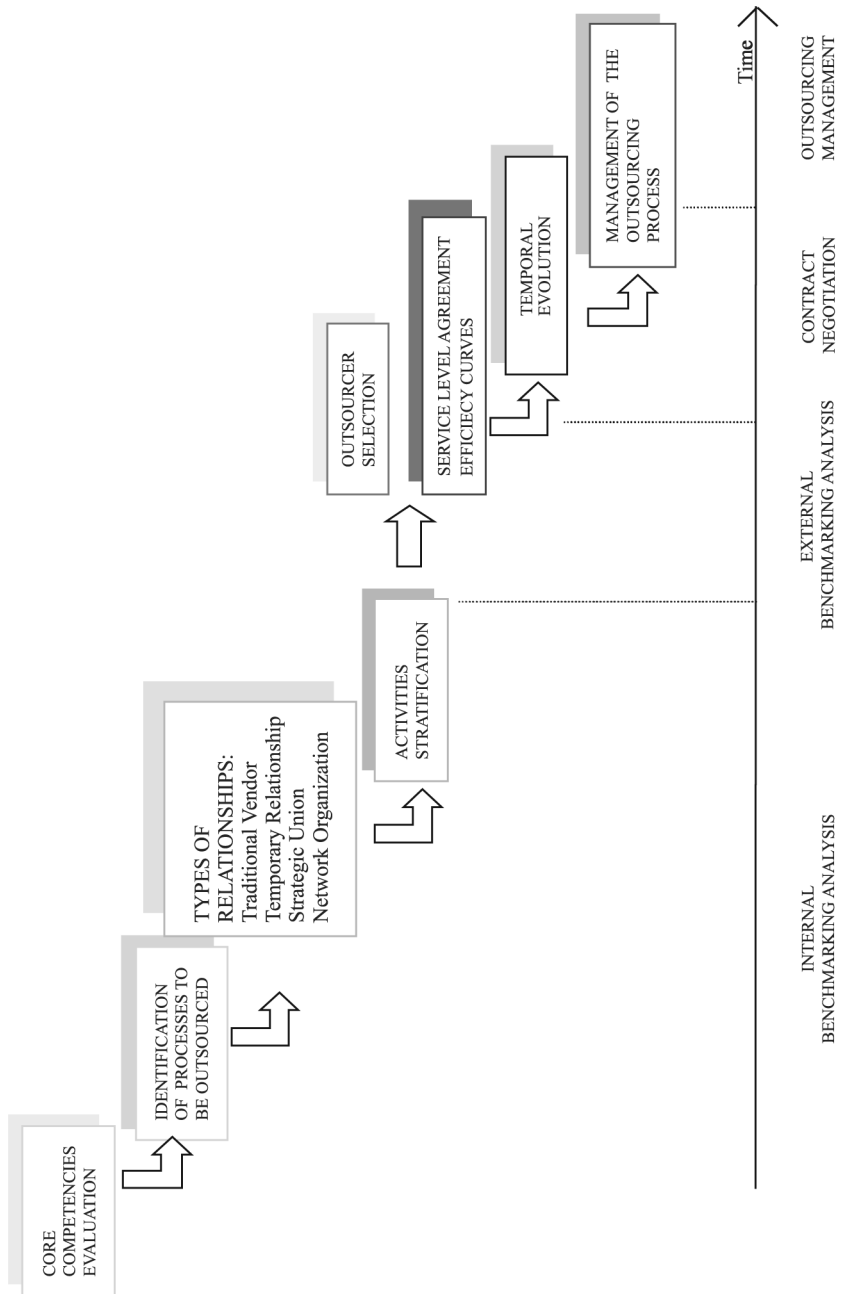 CORE
COMPETENCIES
EVALUATION
IDENTIFICATION
OF PROCESSES TO
BE OUTSOURCED
TYPES OF
RELATIONSHIPS:
Traditional Vendor
Temporary Relationship
Strategic Union
Network Organization
ACTIVITIES
STRATIFICATION
OUTSOURCER
SELECTION
SERVICE LEVEL AGREEMENT
EFFICIECY CURVES
TEMPORAL
EVOLUTION
MANAGEMENT OF THE
OUTSOURCING
PROCESS
Time
INTERNAL
BENCHMARKING ANALYSIS
EXTERNAL
BENCHMARKING ANALYSIS
CONTRACT
NEGOTIATION
OUTSOURCING
MANAGEMENT